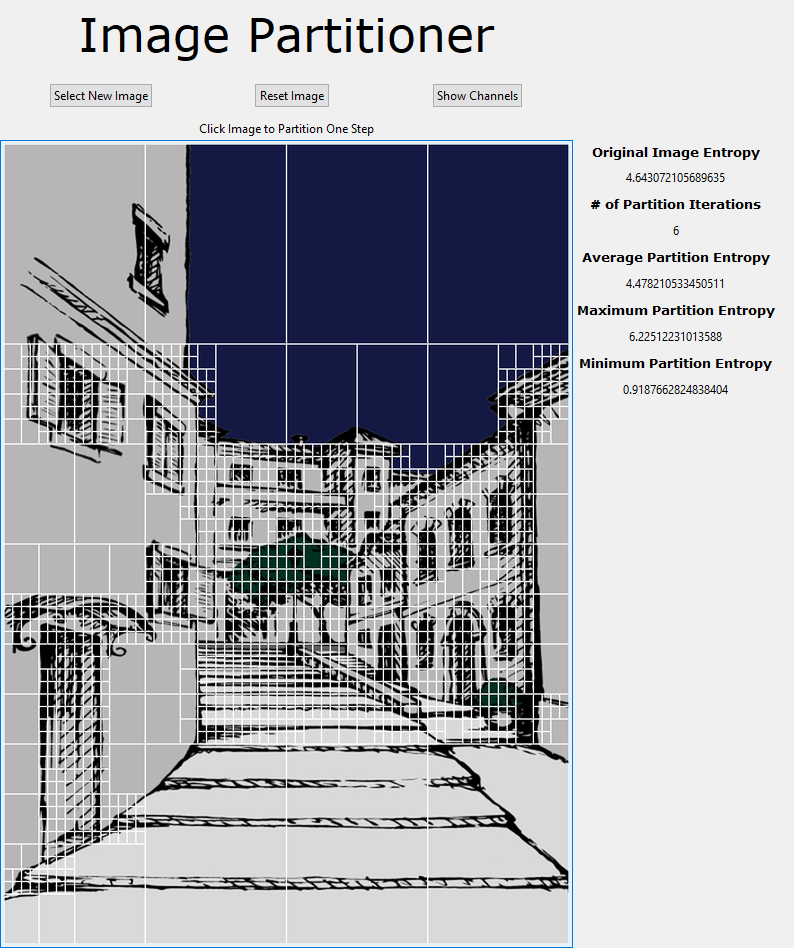 Image Partitioner
Select New Image
Reset Image
Show Channels
Click Image to Partition One Step
Original Image Entropy
4.643072105689635
# of Partition Iterations
6
Average Partition Entropy
4.478210533450511
Maximum Partition Entropy
6.22512231013588
Minimum Partition Entropy
0.9187662824838404